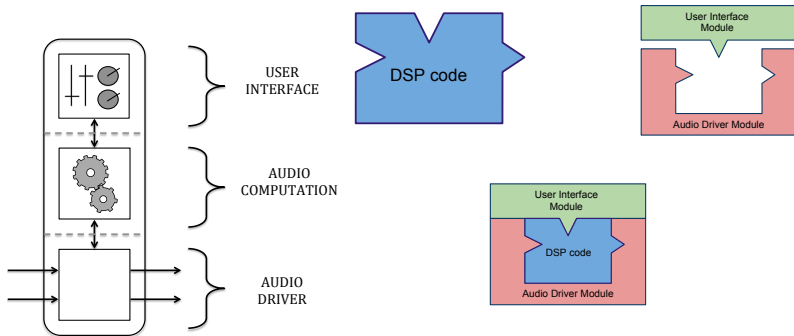 USER
INTERFACE
AUDIO
COMPUTATION
AUDIO
DRIVER
DSP code
User Interface
Module
Audio Driver Module
User Interface
Module
DSP code
Audio Driver Module